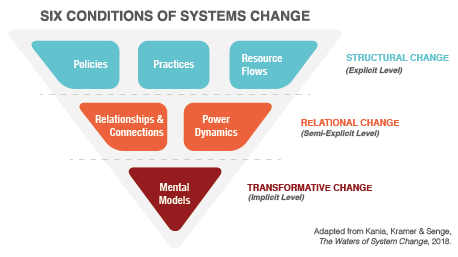 SIX CONDITIONS OF SYSTEMS CHANGE
Policies
Practices
Resource
Flows
STRUCTURAL CHANGE
(Explicit Level)
Relationships &
Connections
Power
Dynamics
RELATIONAL CHANGE
(Semi-Explicit Level)
Mental
Models
TRANSFORMATIVE CHANGE
(Implicit Level)
Adapted from Kania, Kramer & Senge,
The Waters of System Change, 2018.